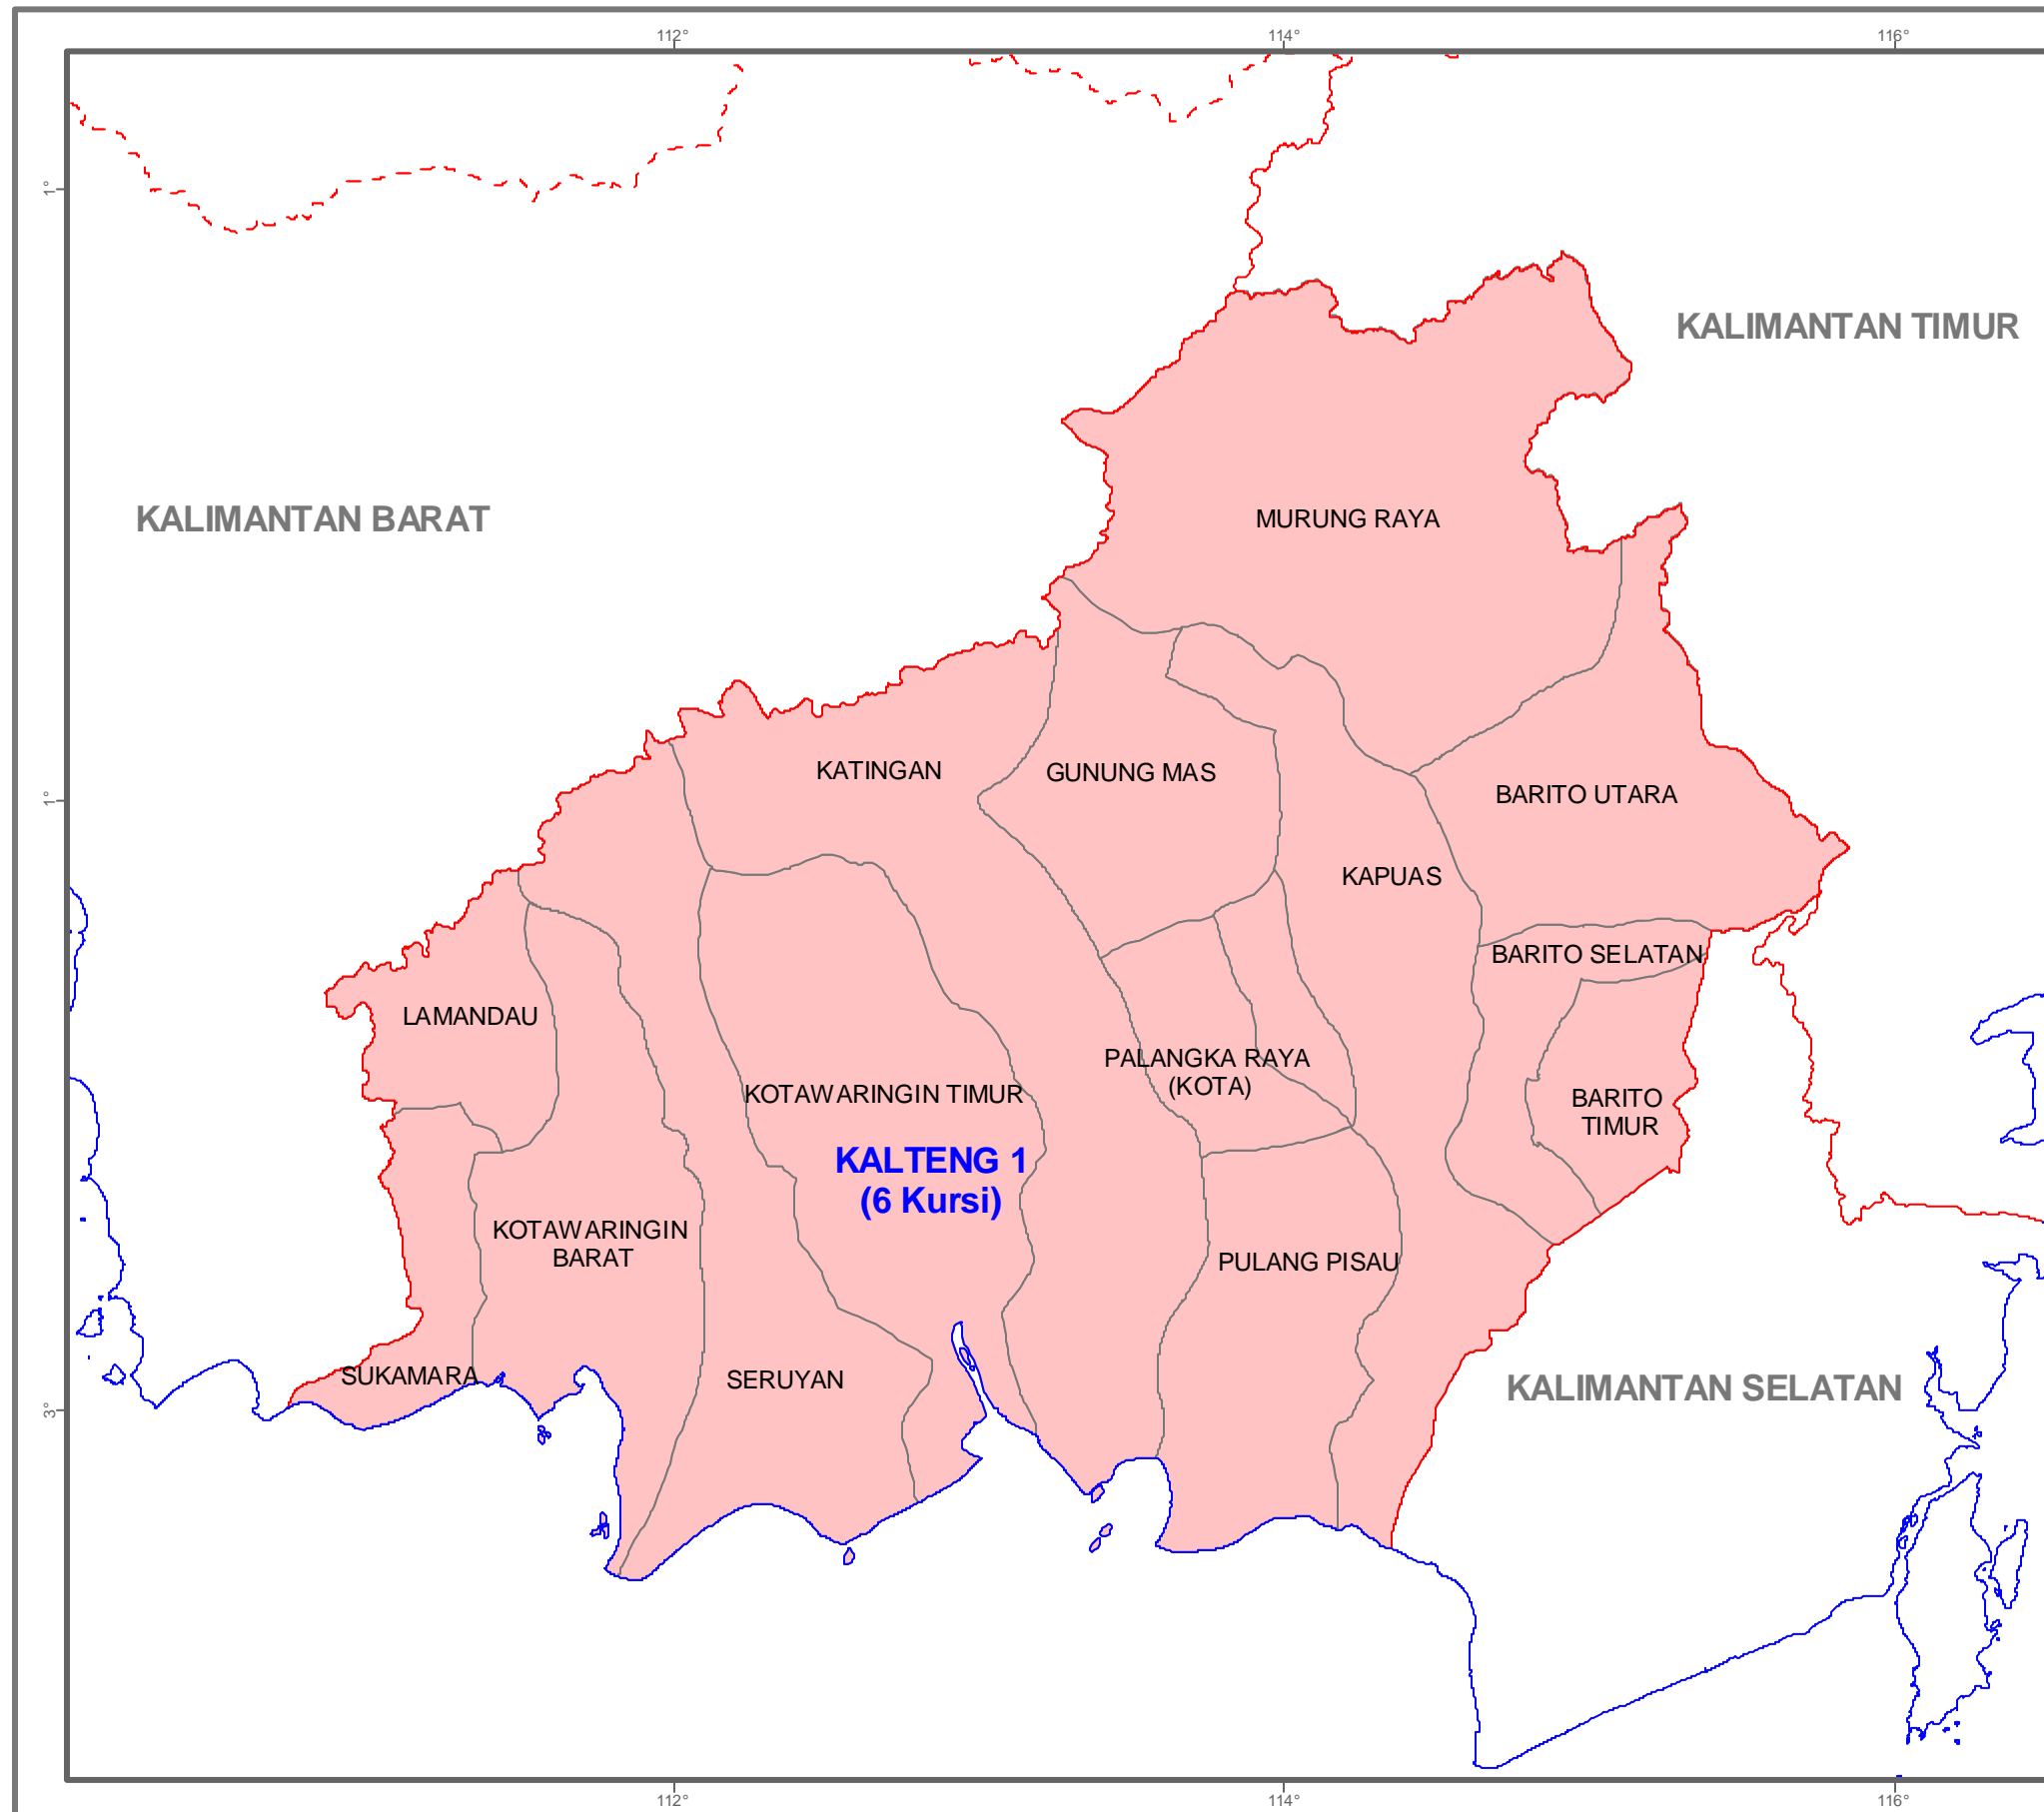 112°
114°
116°
1°
KALIMANTAN TIMUR
KALIMANTAN BARAT
MURUNG RAYA
KATINGAN
GUNUNG MAS
1°
BARITO UTARA
KAPUAS
BARITO SELATAN
LAMANDAU
PALANGKA RAYA
(KOTA)
KOTAWARINGIN TIMUR
BARITO
TIMUR
KALTENG 1
(6 Kursi)
KOTAWARINGIN
BARAT
PULANG PISAU
SUKAMARA
SERUYAN
KALIMANTAN SELATAN
3°
112°
114°
116°